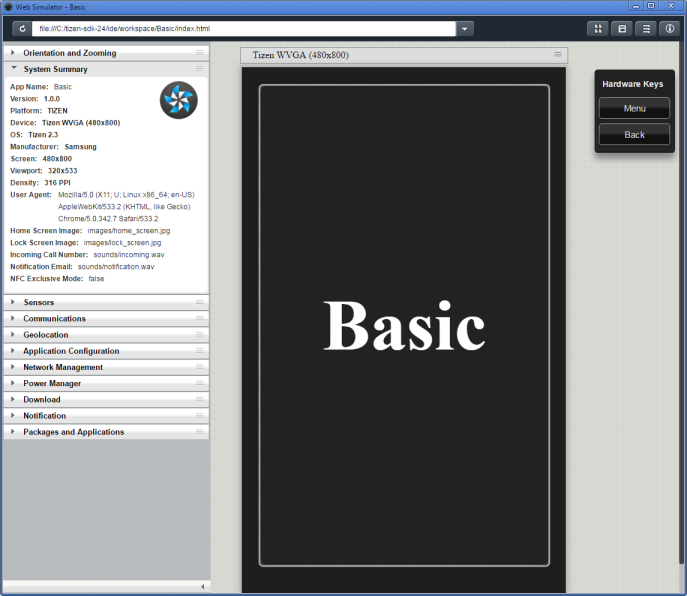 Web Simulator - Basic
file:///C:/tizen-sdk-24/ide/workspace/Basic/index.html
Orientation and Zooming
System Summary
App Name: Basic
Version: 1.0.0
Platform: TIZEN
Device: Tizen WVGA (480x800)
OS: Tizen 2.3
Manufacturer: Samsung
Screen: 480x800
Viewport: 320x533
Density: 316 PPI
User Agent: Mozilla/5.0 (X11; U; Linux x86_64; en-US)
AppleWebKit/533.2 (KHTML, like Gecko)
Chrome/5.0.342.7 Safari/533.2
Home Screen Image: images/home_screen.jpg
Lock Screen Image: images/lock_screen.jpg
Incoming Call Number: sounds/incoming.wav
Notification Email: sounds/notification.wav
NFC Exclusive Mode: false
Sensors
Communications
Geolocation
Application Configuration
Network Management
Power Manager
Download
Notification
Packages and Applications
Tizen WVGA (480x800)
Basic
Hardware Keys
Menu
Back